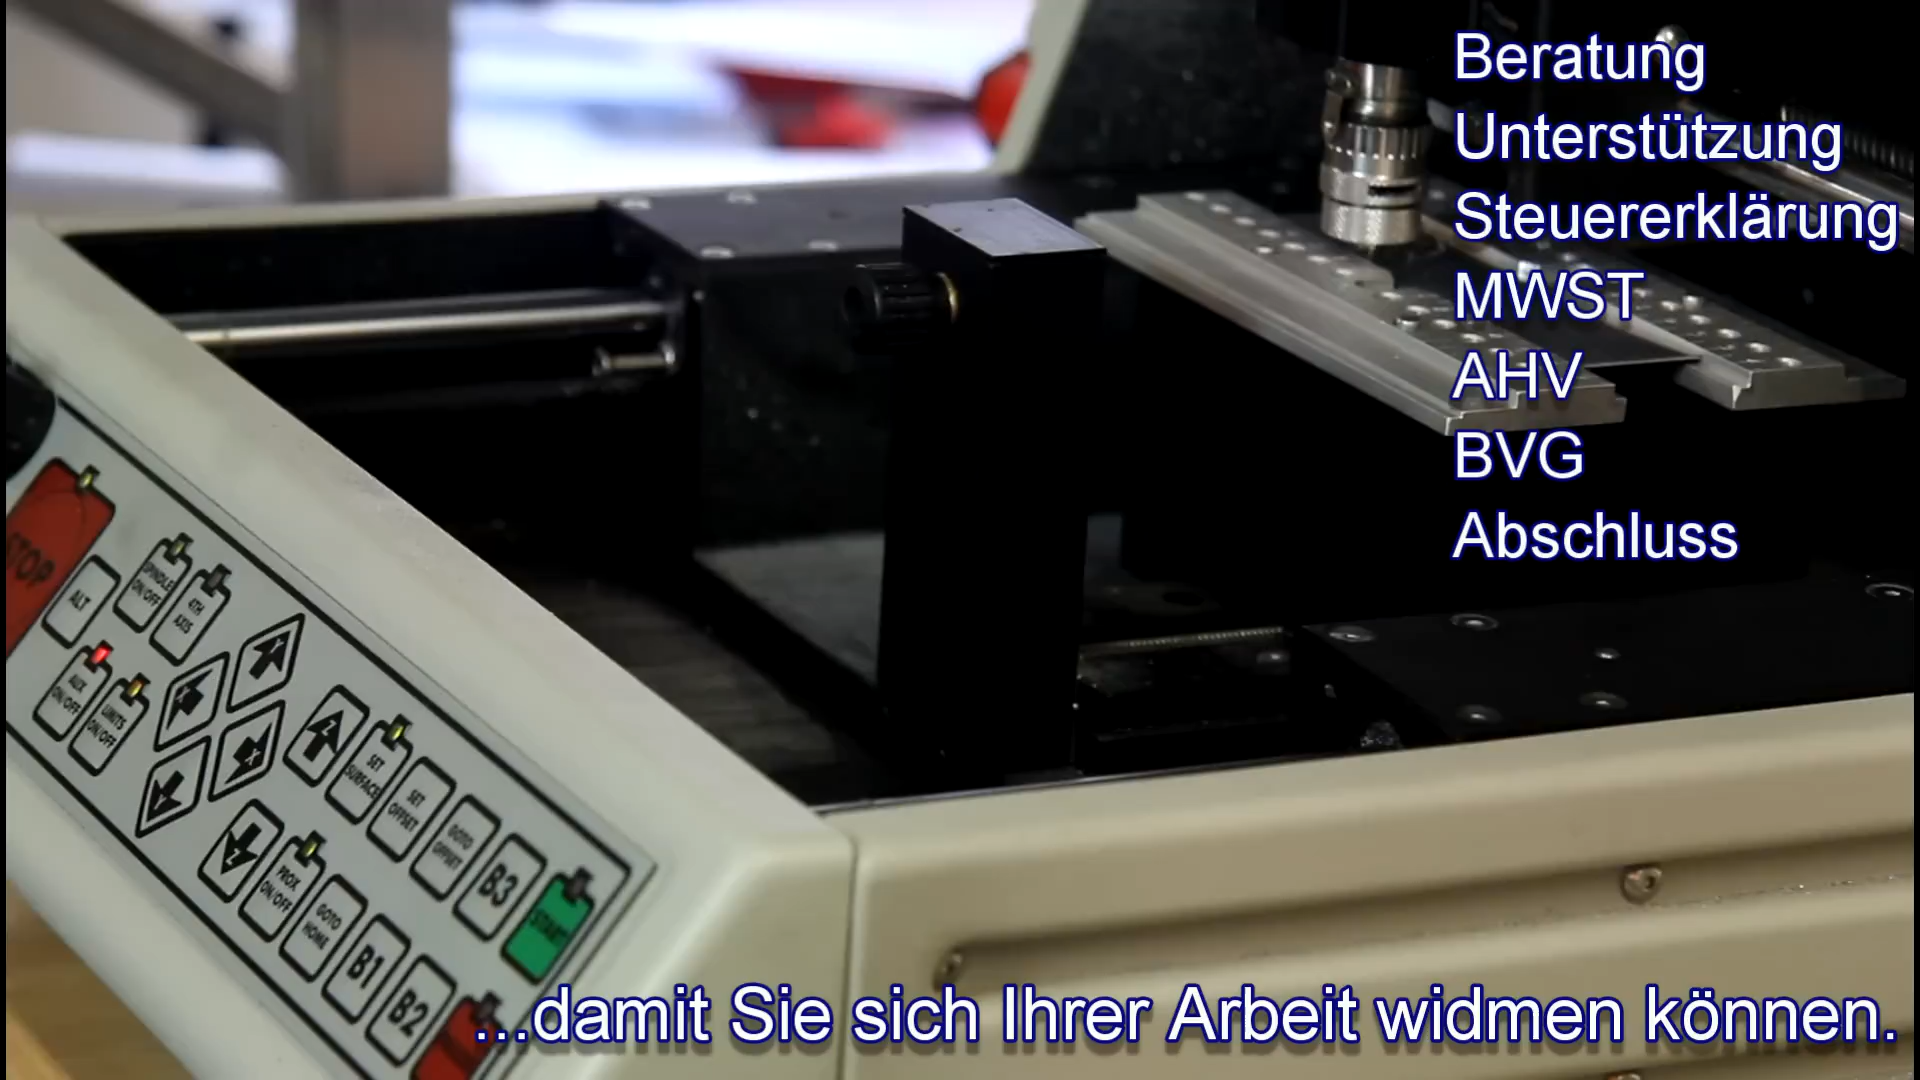 Beratung
Unterstützung
Steuererklärung
MWST
AHV
BVG
Abschluss
STOP
ALT
SPINDLE
ON/OFF
4TH
AXIS
AUX
ON/OFF
LIMITS
ON/OFF
SET
SURFACE
SET
OFFSET
GOTO
OFFSET
B3
START
PROX
ON/OFF
GOTO
HOME
B1
B2
...damit Sie sich Ihrer Arbeit widmen können.